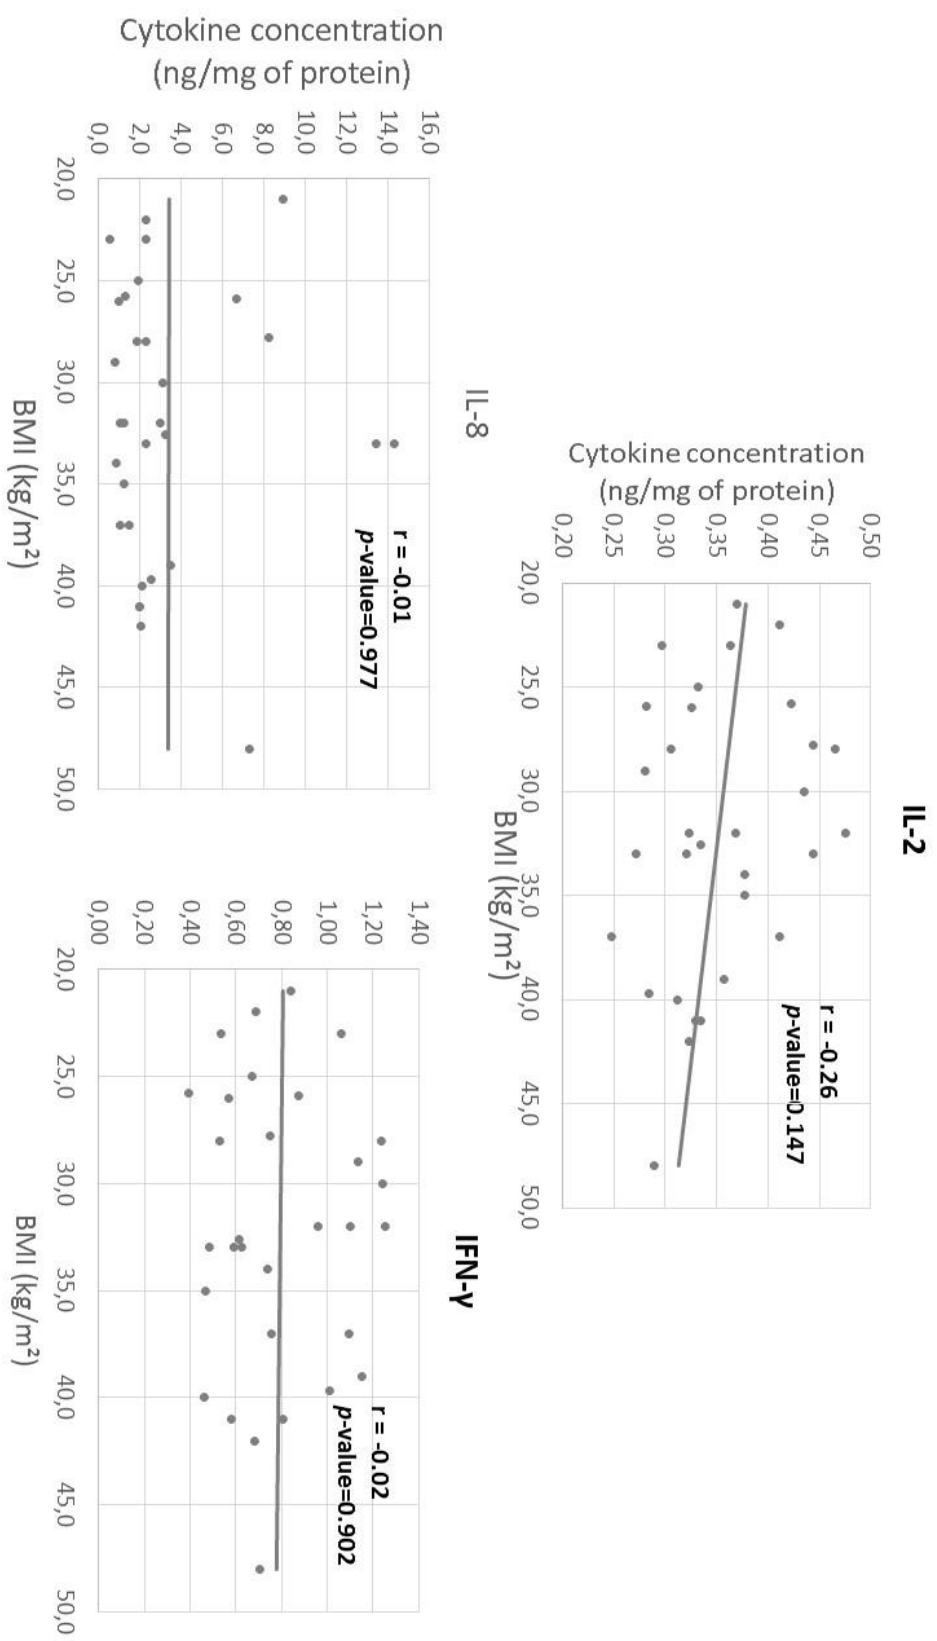 IL-2
Cytokine concentration
(ng/mg of protein)
0,50
0,45
0,40
0,35
0,30
0,25
0,20
20,0
25,0
30,0
35,0
40,0
45,0
50,0
BMI (kg/m²)
r = -0.26
p-value=0.147
IL-8
Cytokine concentration
(ng/mg of protein)
16,0
14,0
12,0
10,0
8,0
6,0
4,0
2,0
0,0
20,0
25,0
30,0
35,0
40,0
45,0
50,0
BMI (kg/m²)
r = -0.01
p-value=0.977
IFN-γ
1,40
1,20
1,00
0,80
0,60
0,40
0,20
0,00
20,0
25,0
30,0
35,0
40,0
45,0
50,0
BMI (kg/m²)
r = -0.02
p-value=0.902